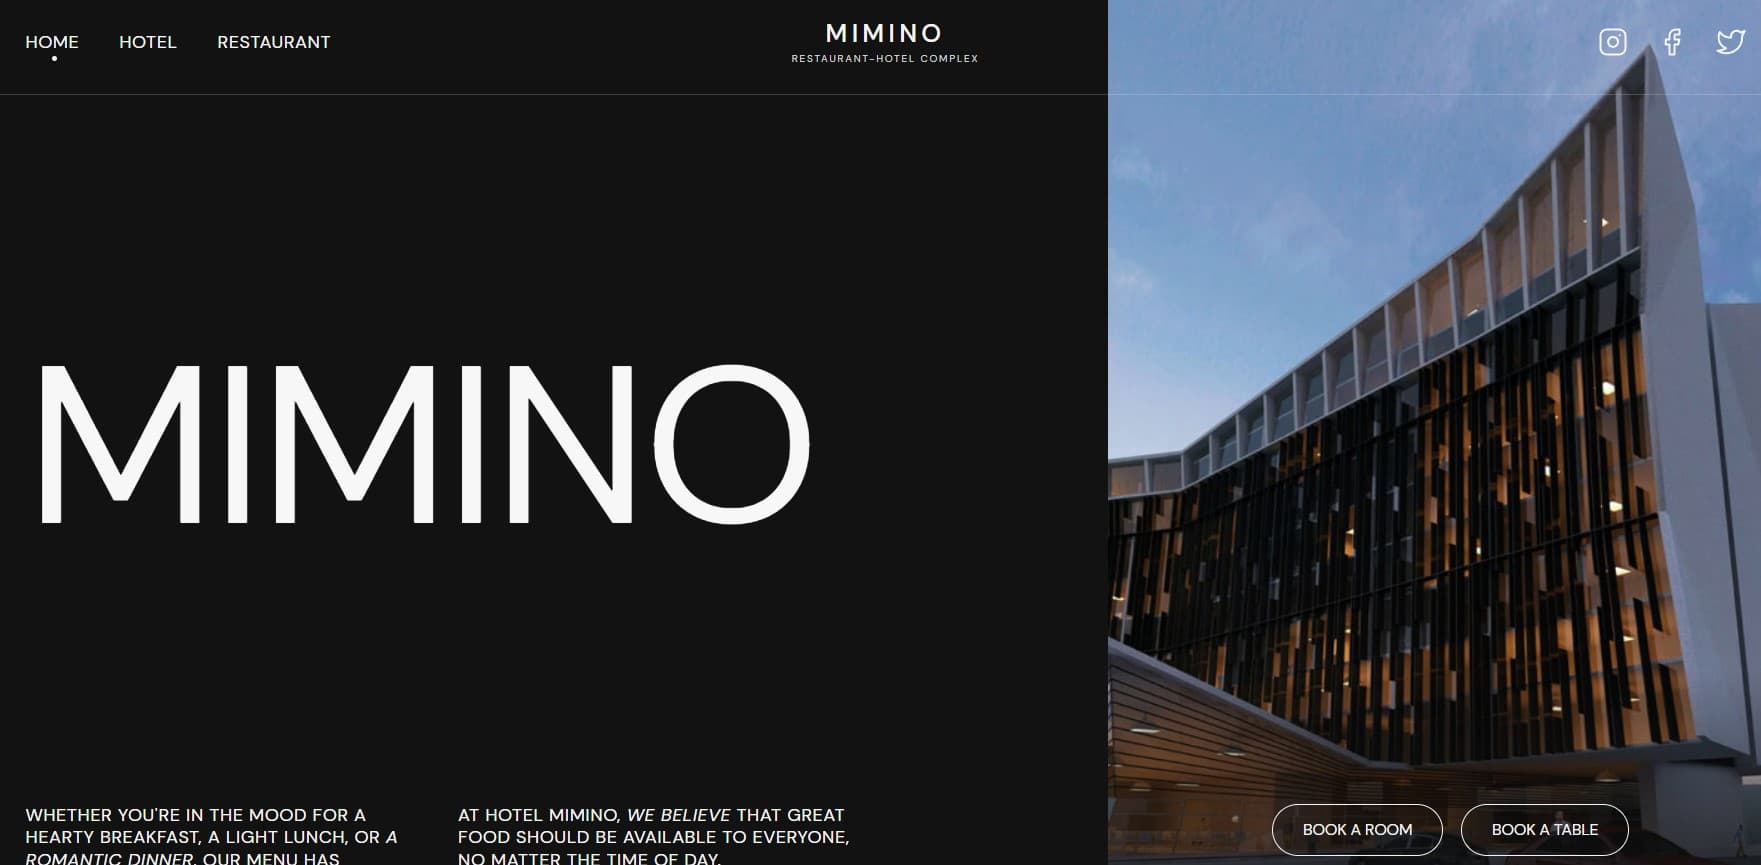 HOME HOTEL RESTAURANT
MIMINO
RESTAURANT-HOTEL COMPLEX
MIMINO
WHETHER YOU'RE IN THE MOOD FOR A
HEARTY BREAKFAST, A LIGHT LUNCH, OR A
ROMANTIC DINNER, OUR MENU HAS
AT HOTEL MIMINO, WE BELIEVE THAT GREAT
FOOD SHOULD BE AVAILABLE TO EVERYONE,
NO MATTER THE TIME OF DAY.
BOOK A ROOM
BOOK A TABLE